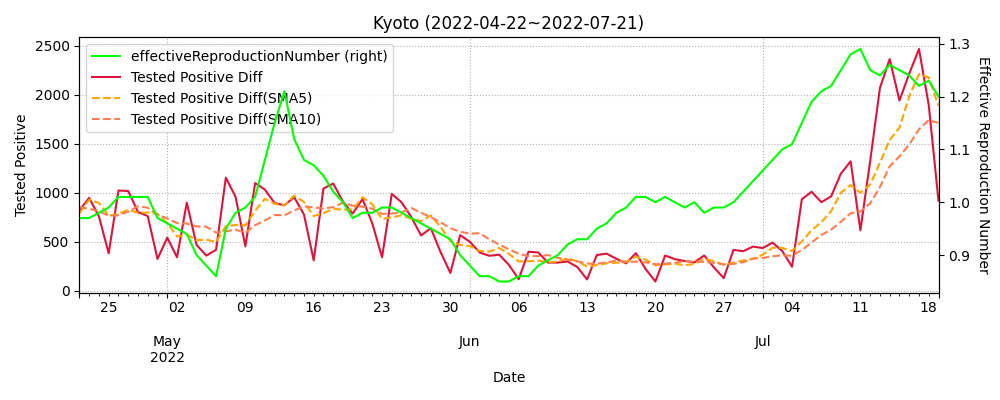 Kyoto (2022-04-22~2022-07-21)
effectiveReproductionNumber (right)
Tested Positive Diff
Tested Positive Diff(SMA5)
Tested Positive Diff(SMA10)
Tested Positive
2500
2000
1500
1000
500
0
1.3
1.2
1.1
1.0
0.9
Effective Reproduction Number
25 02 09 16 23 30 06 13 20 27 04 11 18
May Jun Jul
2022
Date